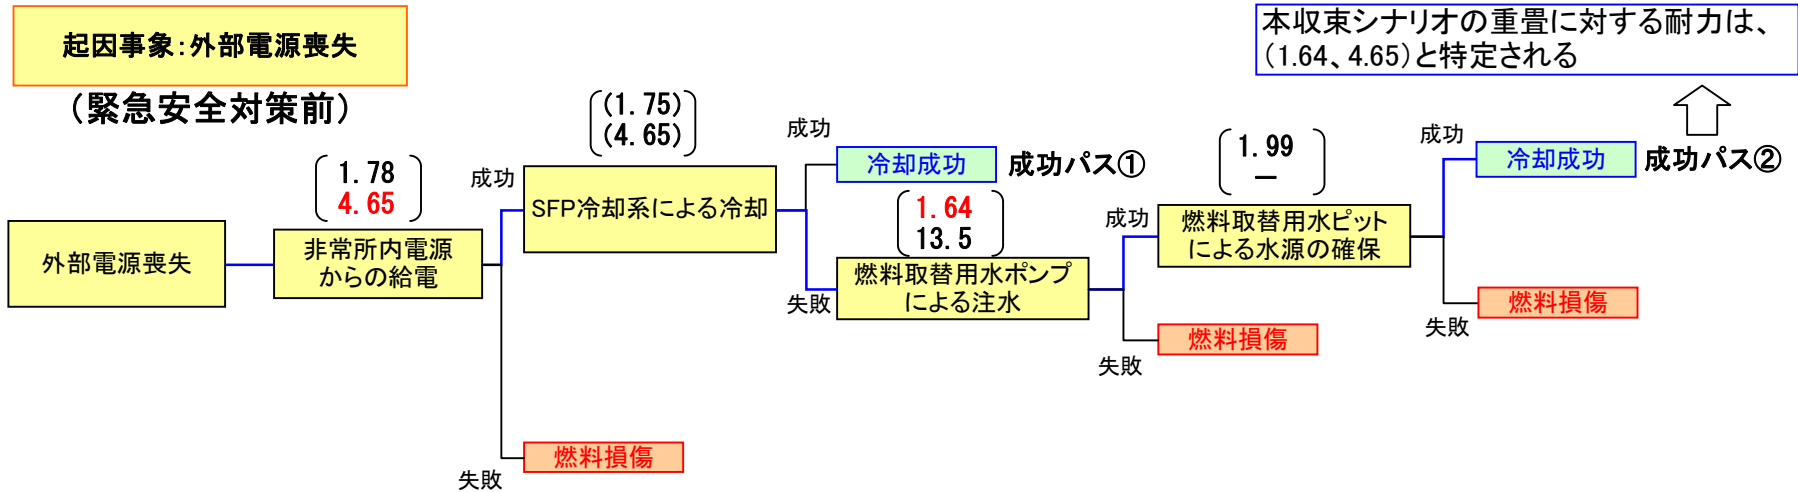 起因事象:外部電源喪失
(緊急安全対策前)
本収束シナリオの重畳に対する耐力は、
(1.64、4.65)と特定される
外部電源喪失
1.78
4.65
非常所内電源
からの給電
成功
失敗
(1.75)
(4.65)
SFP冷却系による冷却
燃料損傷
成功
失敗
冷却成功
成功パス①
1.64
13.5
燃料取替用水ポンプ
による注水
成功
失敗
1.99
—
燃料取替用水ピット
による水源の確保
燃料損傷
成功
失敗
冷却成功
成功パス②
燃料損傷